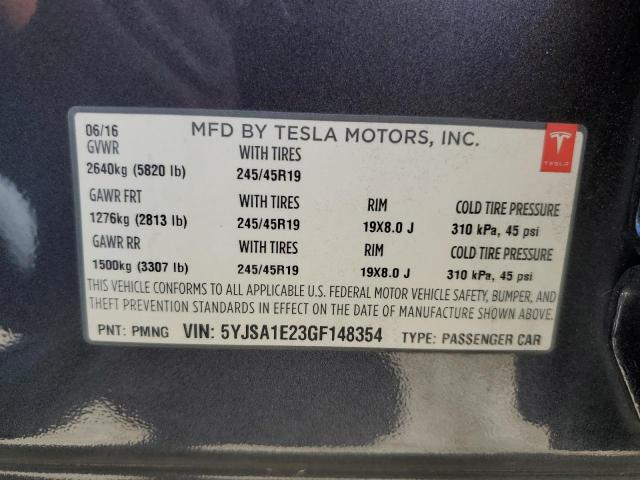 06/16 MFD BY TESLA MOTORS, INC.
GVWR WITH TIRES
2640kg (5820 lb) 245/45R19
GAWR FRT WITH TIRES RIM COLD TIRE PRESSURE
1276kg (2813 lb) 245/45R19 19X8.0 J 310 kPa, 45 psi
GAWR RR WITH TIRES RIM COLD TIRE PRESSURE
1500kg (3307 lb) 245/45R19 19X8.0 J 310 kPa, 45 psi
THIS VEHICLE CONFORMS TO ALL APPLICABLE U.S. FEDERAL MOTOR VEHICLE SAFETY, BUMPER, AND
THEFT PREVENTION STANDARDS IN EFFECT ON THE DATE OF MANUFACTURE SHOWN ABOVE.
PNT: PMNG VIN: 5YJSA1E23GF148354 TYPE: PASSENGER CAR
TESLA